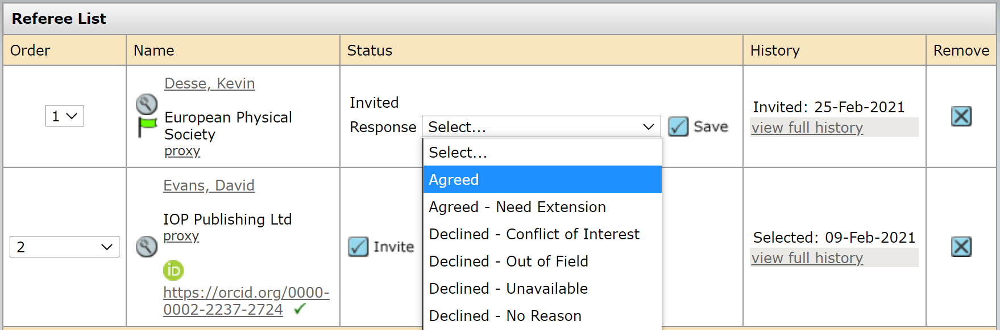 Referee List
Order Name Status History Remove
1
Desse, Kevin
European Physical
Society
proxy
Invited
Response Select... Save
Select...
Agreed
Agreed - Need Extension
Declined - Conflict of Interest
Declined - Out of Field
Declined - Unavailable
Declined - No Reason
Invited: 25-Feb-2021
view full history
2
Evans, David
IOP Publishing Ltd
proxy
iD
https://orcid.org/0000-
0002-2237-2724
Invite
Selected: 09-Feb-2021
view full history